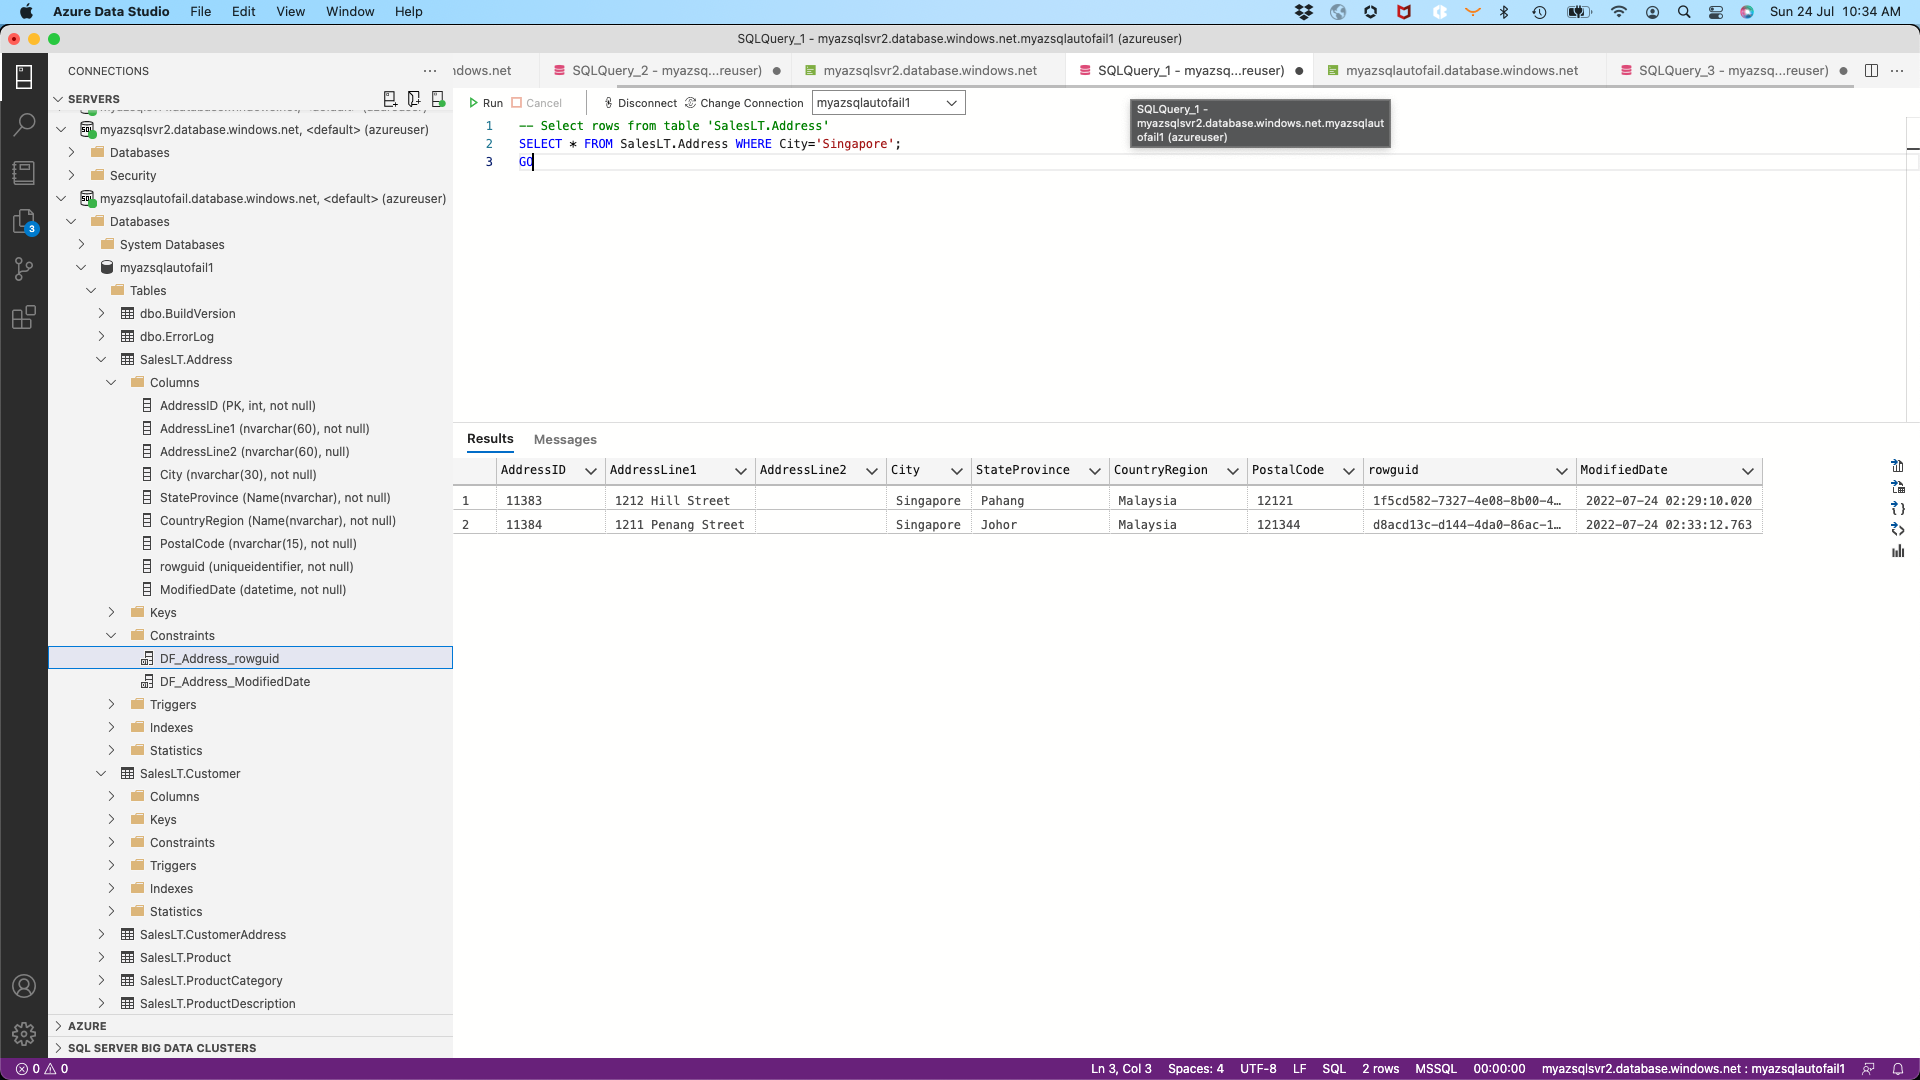 Azure Data Studio File Edit View Window Help Sun 24 Jul 10:34 AM
SQLQuery_1 - myazsqlsvr2.database.windows.net.myazsqlautofail1 (azureuser)
CONNECTIONS
SERVERS
myazsqlsvr2.database.windows.net, <default> (azureuser)
Databases
Security
myazsqlautofail.database.windows.net, <default> (azureuser)
Databases
System Databases
myazsqlautofail1
Tables
dbo.BuildVersion
dbo.ErrorLog
SalesLT.Address
Columns
AddressID (PK, int, not null)
AddressLine1 (nvarchar(60), not null)
AddressLine2 (nvarchar(60), null)
City (nvarchar(30), not null)
StateProvince (Name(nvarchar), not null)
CountryRegion (Name(nvarchar), not null)
PostalCode (nvarchar(15), not null)
rowguid (uniqueidentifier, not null)
ModifiedDate (datetime, not null)
Keys
Constraints
DF_Address_rowguid
DF_Address_ModifiedDate
Triggers
Indexes
Statistics
SalesLT.Customer
Columns
Keys
Constraints
Triggers
Indexes
Statistics
SalesLT.CustomerAddress
SalesLT.Product
SalesLT.ProductCategory
SalesLT.ProductDescription
AZURE
SQL SERVER BIG DATA CLUSTERS
3
ndows.net SQLQuery_2 - myazsq...reuser) myazsqlsvr2.database.windows.net SQLQuery_1 - myazsq...reuser) myazsqlautofail.database.windows.net SQLQuery_3 - myazsq...reuser)
Run Cancel Disconnect Change Connection myazsqlautofail1
SQLQuery_1 -
myazsqlsvr2.database.windows.net.myazsqlaut
ofail1 (azureuser)
1 -- Select rows from table 'SalesLT.Address'
2 SELECT * FROM SalesLT.Address WHERE City='Singapore';
3 GO
Results Messages
AddressID AddressLine1 AddressLine2 City StateProvince CountryRegion PostalCode rowguid ModifiedDate
1 11383 1212 Hill Street Singapore Pahang Malaysia 12121 1f5cd582-7327-4e08-8b00-4… 2022-07-24 02:29:10.020
2 11384 1211 Penang Street Singapore Johor Malaysia 121344 d8acd13c-d144-4da0-86ac-1… 2022-07-24 02:33:12.763
0 0 Ln 3, Col 3 Spaces: 4 UTF-8 LF SQL 2 rows MSSQL 00:00:00 myazsqlsvr2.database.windows.net : myazsqlautofail1